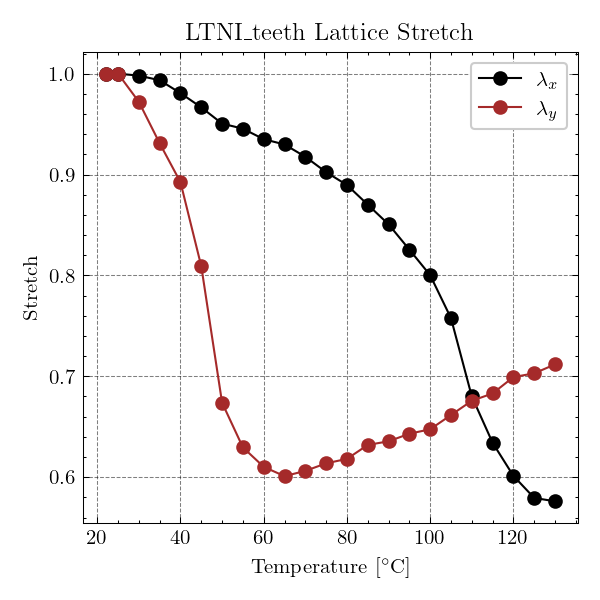 LTNI_teeth Lattice Stretch
λx
λy
1.0
0.9
0.8
0.7
0.6
Stretch
20 40 60 80 100 120
Temperature [°C]